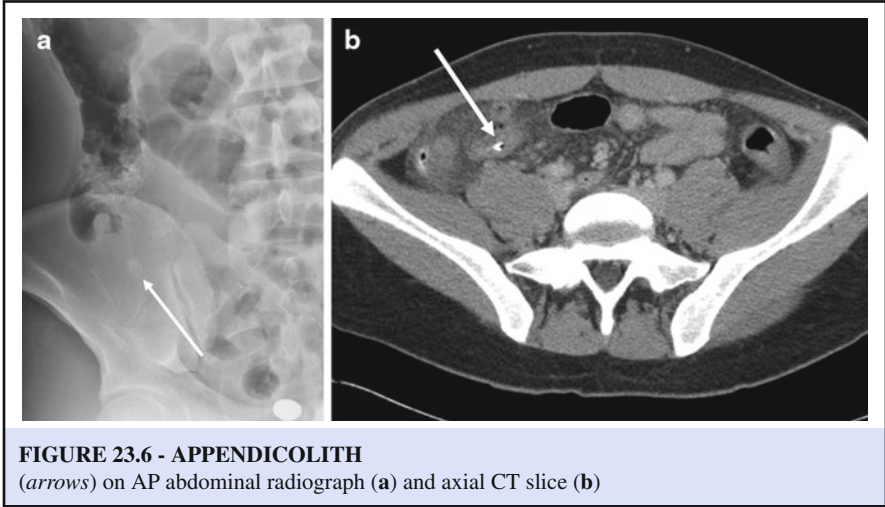 a
b
FIGURE 23.6 - APPENDICOLITH
(arrows) on AP abdominal radiograph (a) and axial CT slice (b)